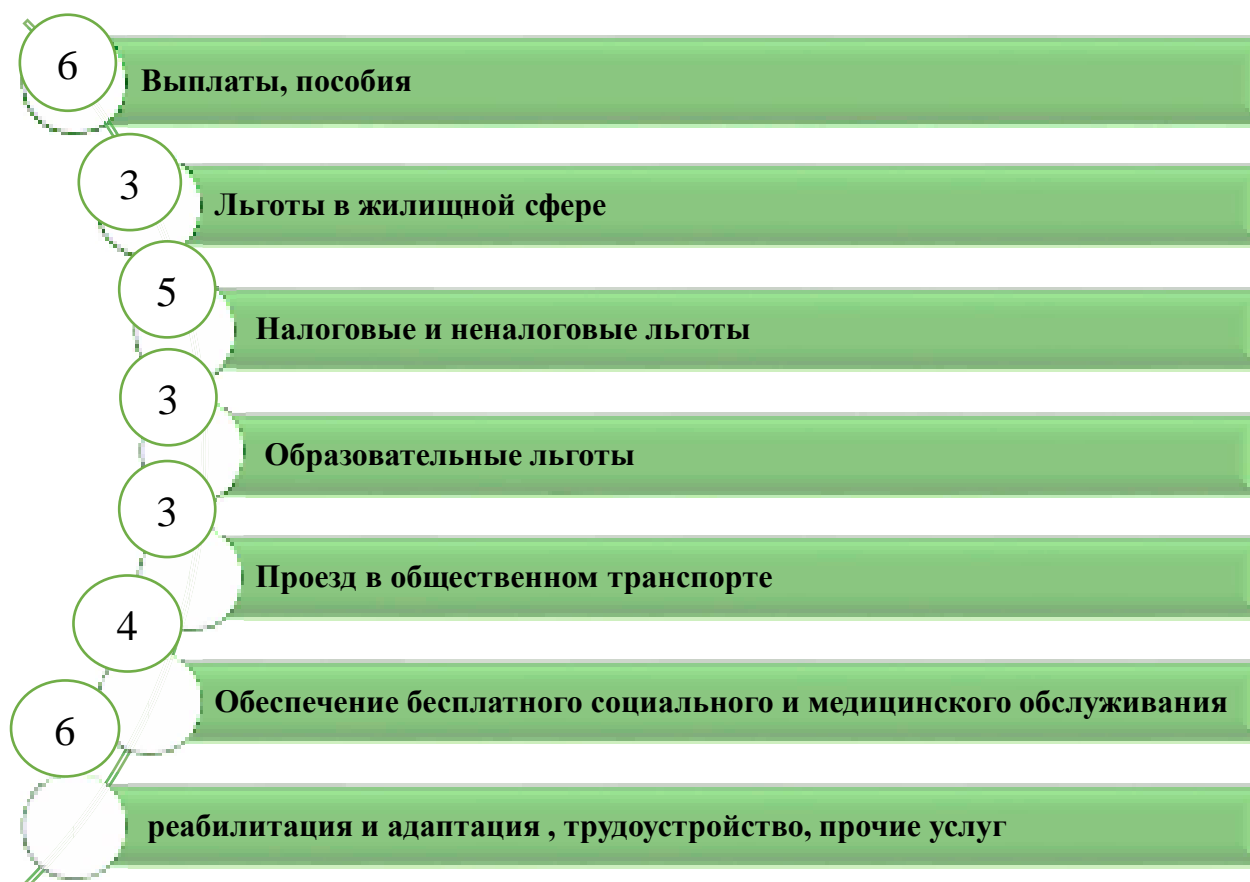 6
Выплаты, пособия
3
Льготы в жилищной сфере
5
Налоговые и неналоговые льготы
3
Образовательные льготы
3
Проезд в общественном транспорте
4
Обеспечение бесплатного социального и медицинского обслуживания
6
реабилитация и адаптация , трудоустройство, прочие услуг